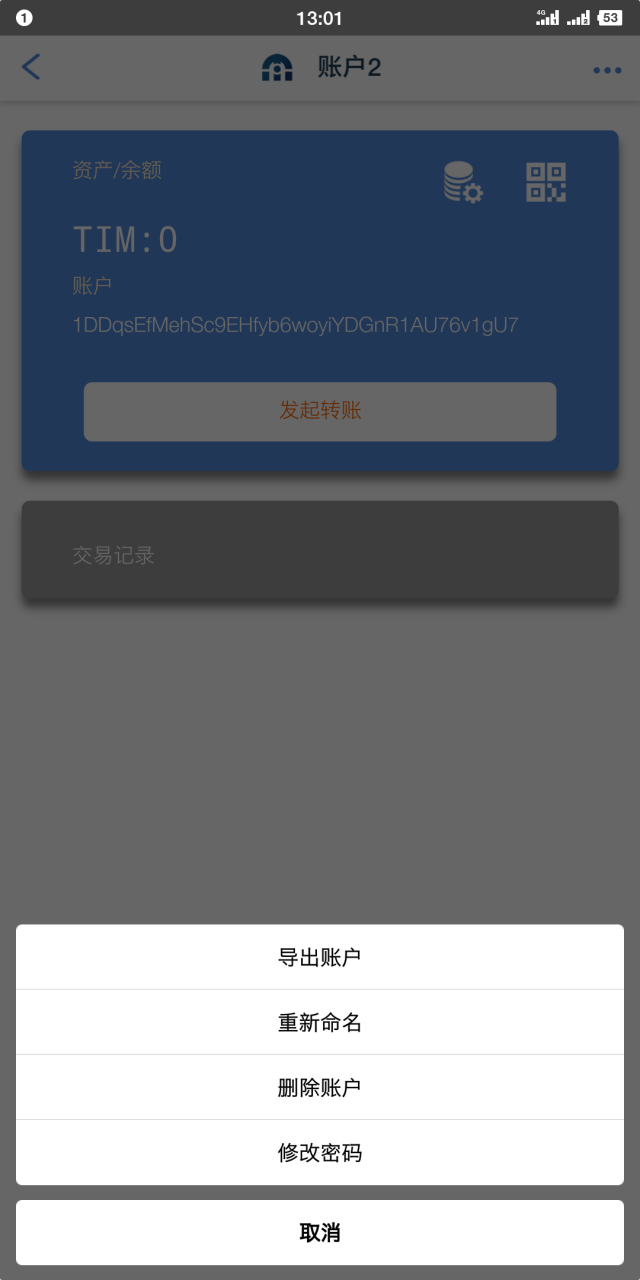 1
13:01
4G
2
53
账户2
资产/余额
TIM:0
账户
1DDqsEfMehSc9EHfyb6woyiYDGnR1AU76v1gU7
发起转账
交易记录
导出账户
重新命名
删除账户
修改密码
取消